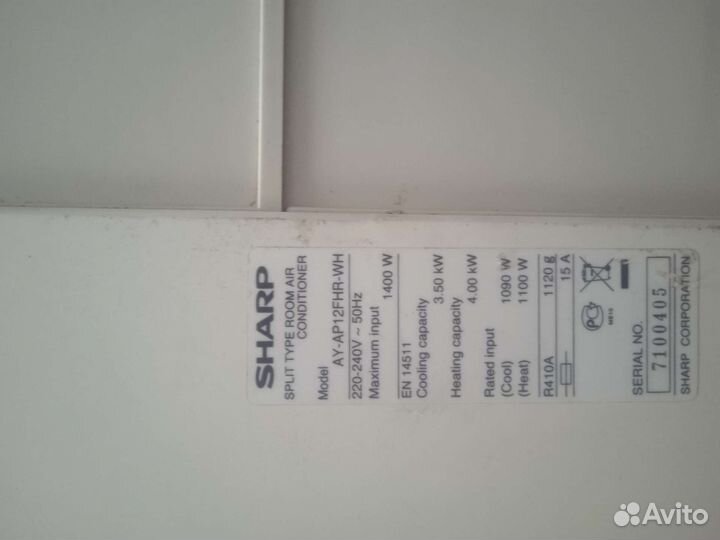 SHARP
SPLIT TYPE ROOM AIR
CONDITIONER
Model AY-AP12FHR-WH
220-240V ~ 50Hz
Maximum input
1400 W
EN 14511
Cooling capacity
3.50 kW
Heating capacity
4.00 kW
Rated input
(Cool) 1090 W
(Heat) 1100 W
R410A 1120 g
15 A
РСТ
ME10
SERIAL NO.
7100405
SHARP CORPORATION
Avito